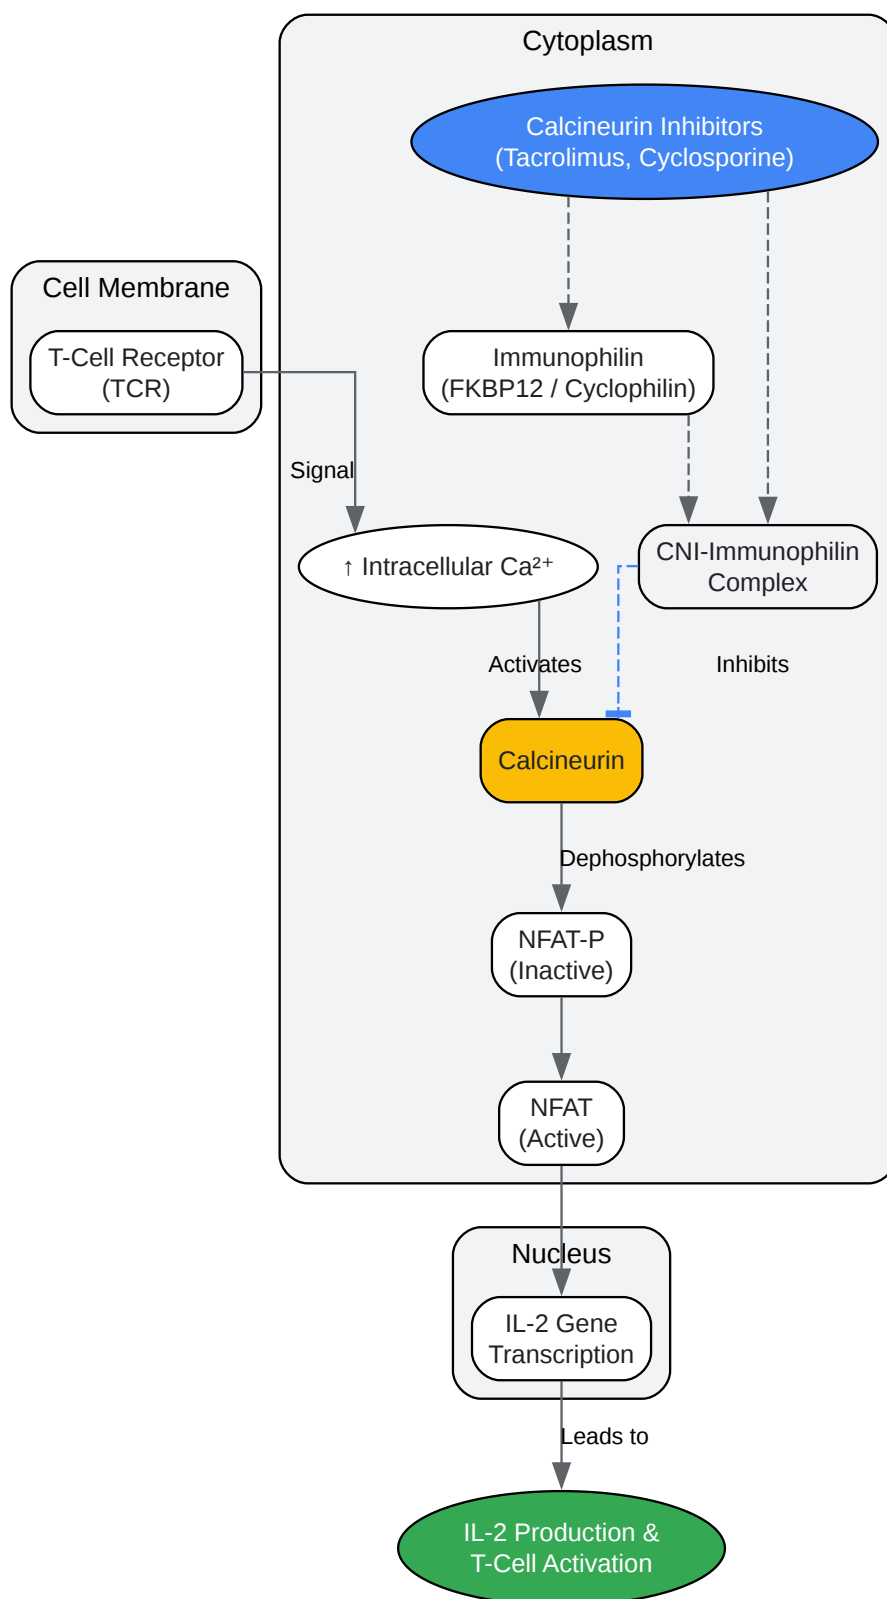 Cytoplasm
Calcineurin Inhibitors
(Tacrolimus, Cyclosporine)
Cell Membrane
T-Cell Receptor
(TCR)
Immunophilin
(FKBP12 / Cyclophilin)
Signal
↑ Intracellular Ca²⁺
CNI-Immunophilin
Complex
Activates
Inhibits
Calcineurin
Dephosphorylates
NFAT-P
(Inactive)
NFAT
(Active)
Nucleus
IL-2 Gene
Transcription
Leads to
IL-2 Production &
T-Cell Activation